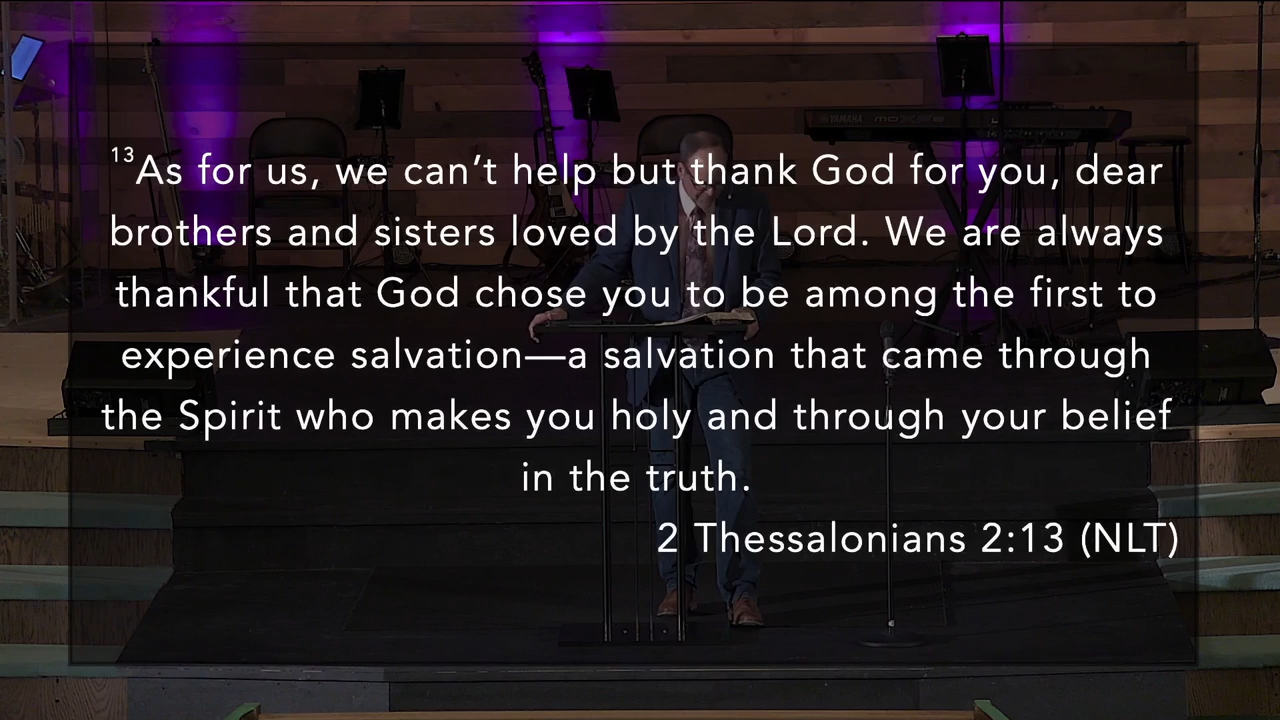 YAMAHA
13As for us, we can’t help but thank God for you, dear
brothers and sisters loved by the Lord. We are always
thankful that God chose you to be among the first to
experience salvation—a salvation that came through
the Spirit who makes you holy and through your belief
in the truth.
2 Thessalonians 2:13 (NLT)